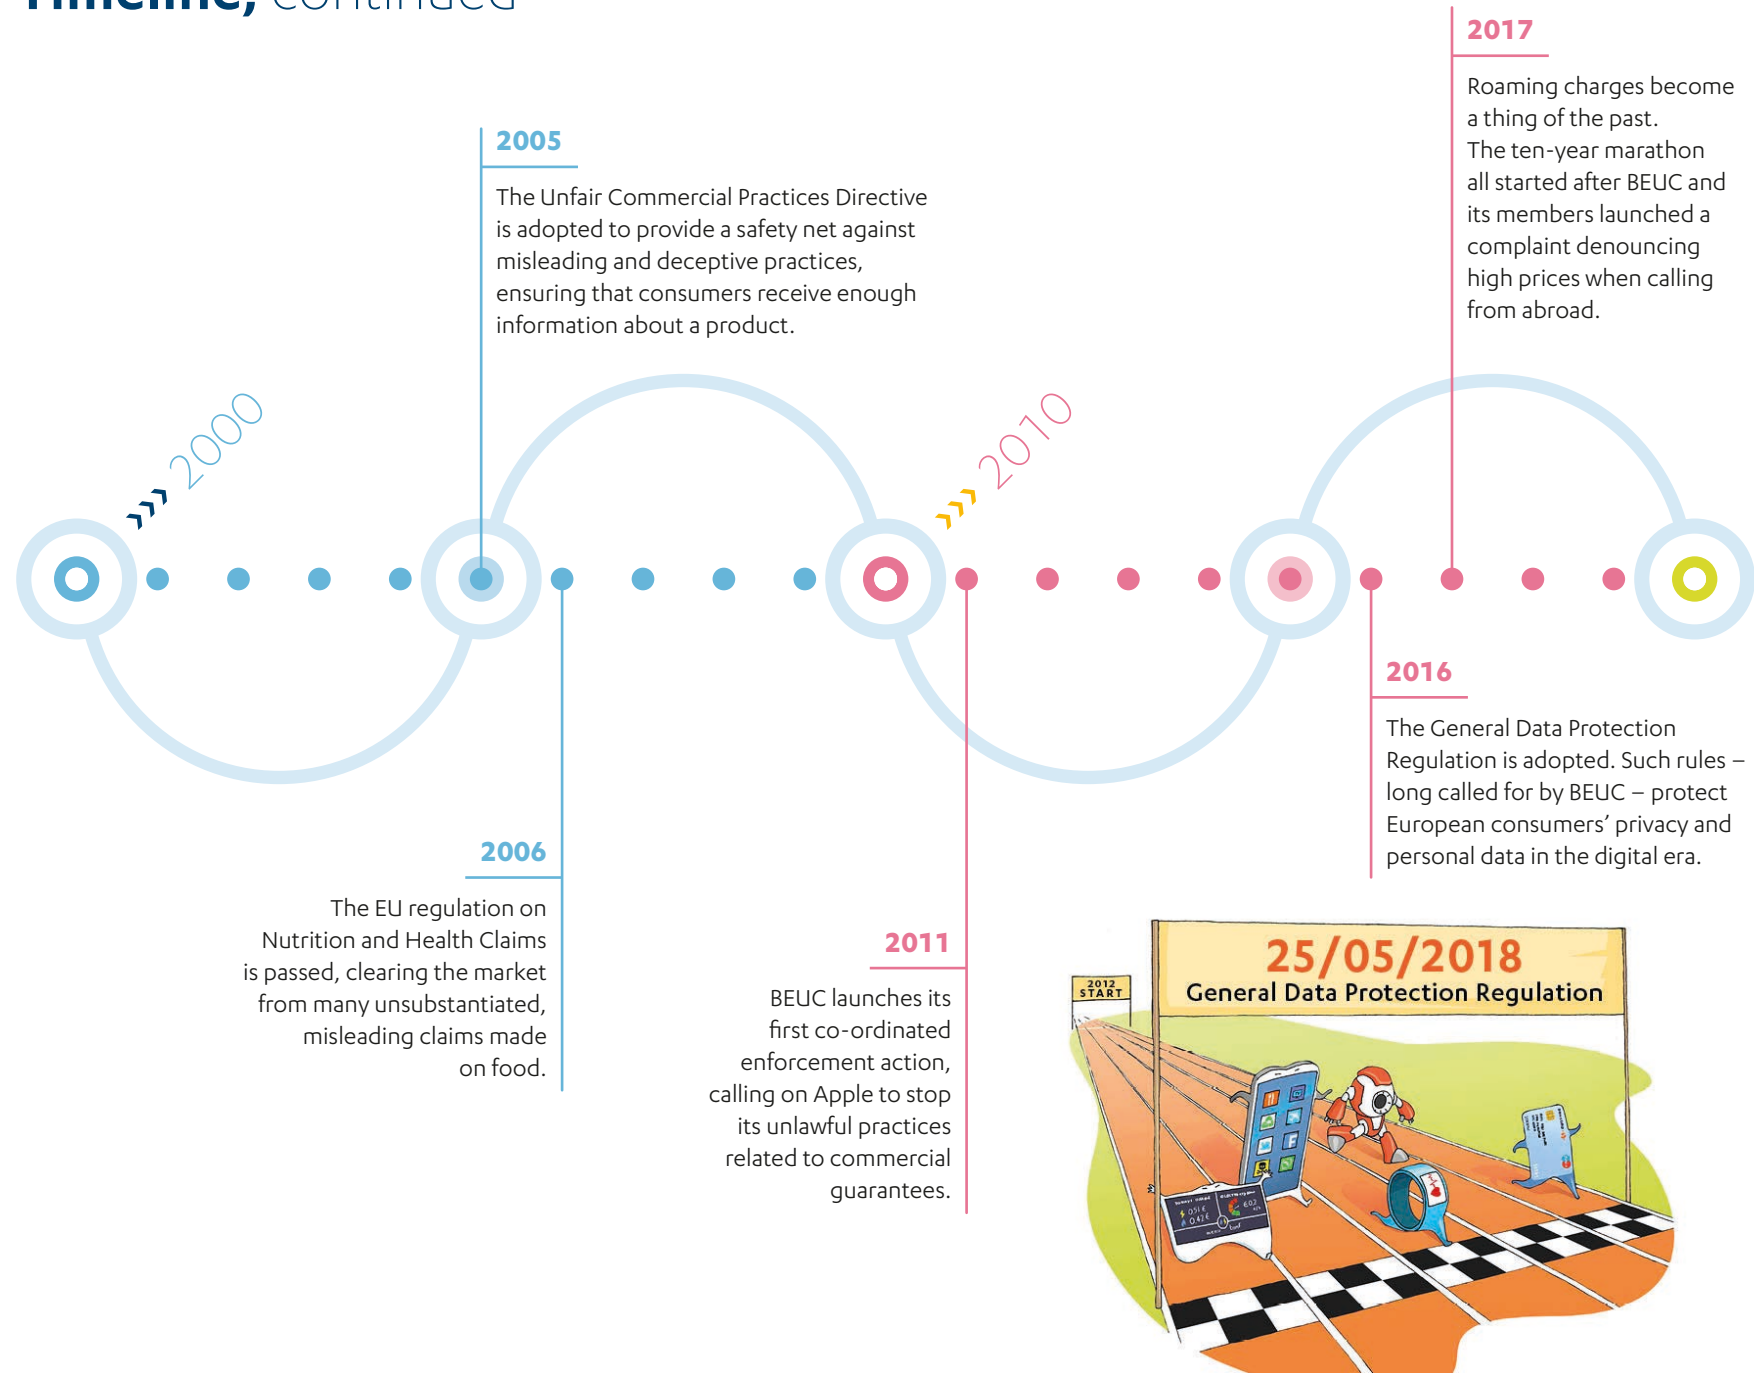 Timeline, continued
2017
Roaming charges become
a thing of the past.
The ten-year marathon
all started after BEUC and
its members launched a
complaint denouncing
high prices when calling
from abroad.
2005
The Unfair Commercial Practices Directive
is adopted to provide a safety net against
misleading and deceptive practices,
ensuring that consumers receive enough
information about a product.
2000
2010
2016
The General Data Protection
Regulation is adopted. Such rules –
long called for by BEUC – protect
European consumers’ privacy and
personal data in the digital era.
2006
The EU regulation on
Nutrition and Health Claims
is passed, clearing the market
from many unsubstantiated,
misleading claims made
on food.
2011
BEUC launches its
first co-ordinated
enforcement action,
calling on Apple to stop
its unlawful practices
related to commercial
guarantees.
2012
START
25/05/2018
General Data Protection Regulation
F
0.51 €
0.42 €